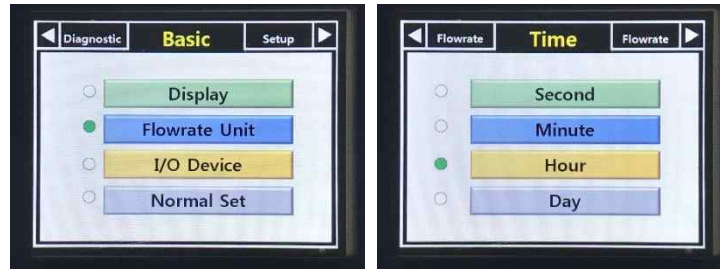 Diagnostic Basic Setup
Display
Flowrate Unit
I/O Device
Normal Set
Flowrate Time Flowrate
Second
Minute
Hour
Day